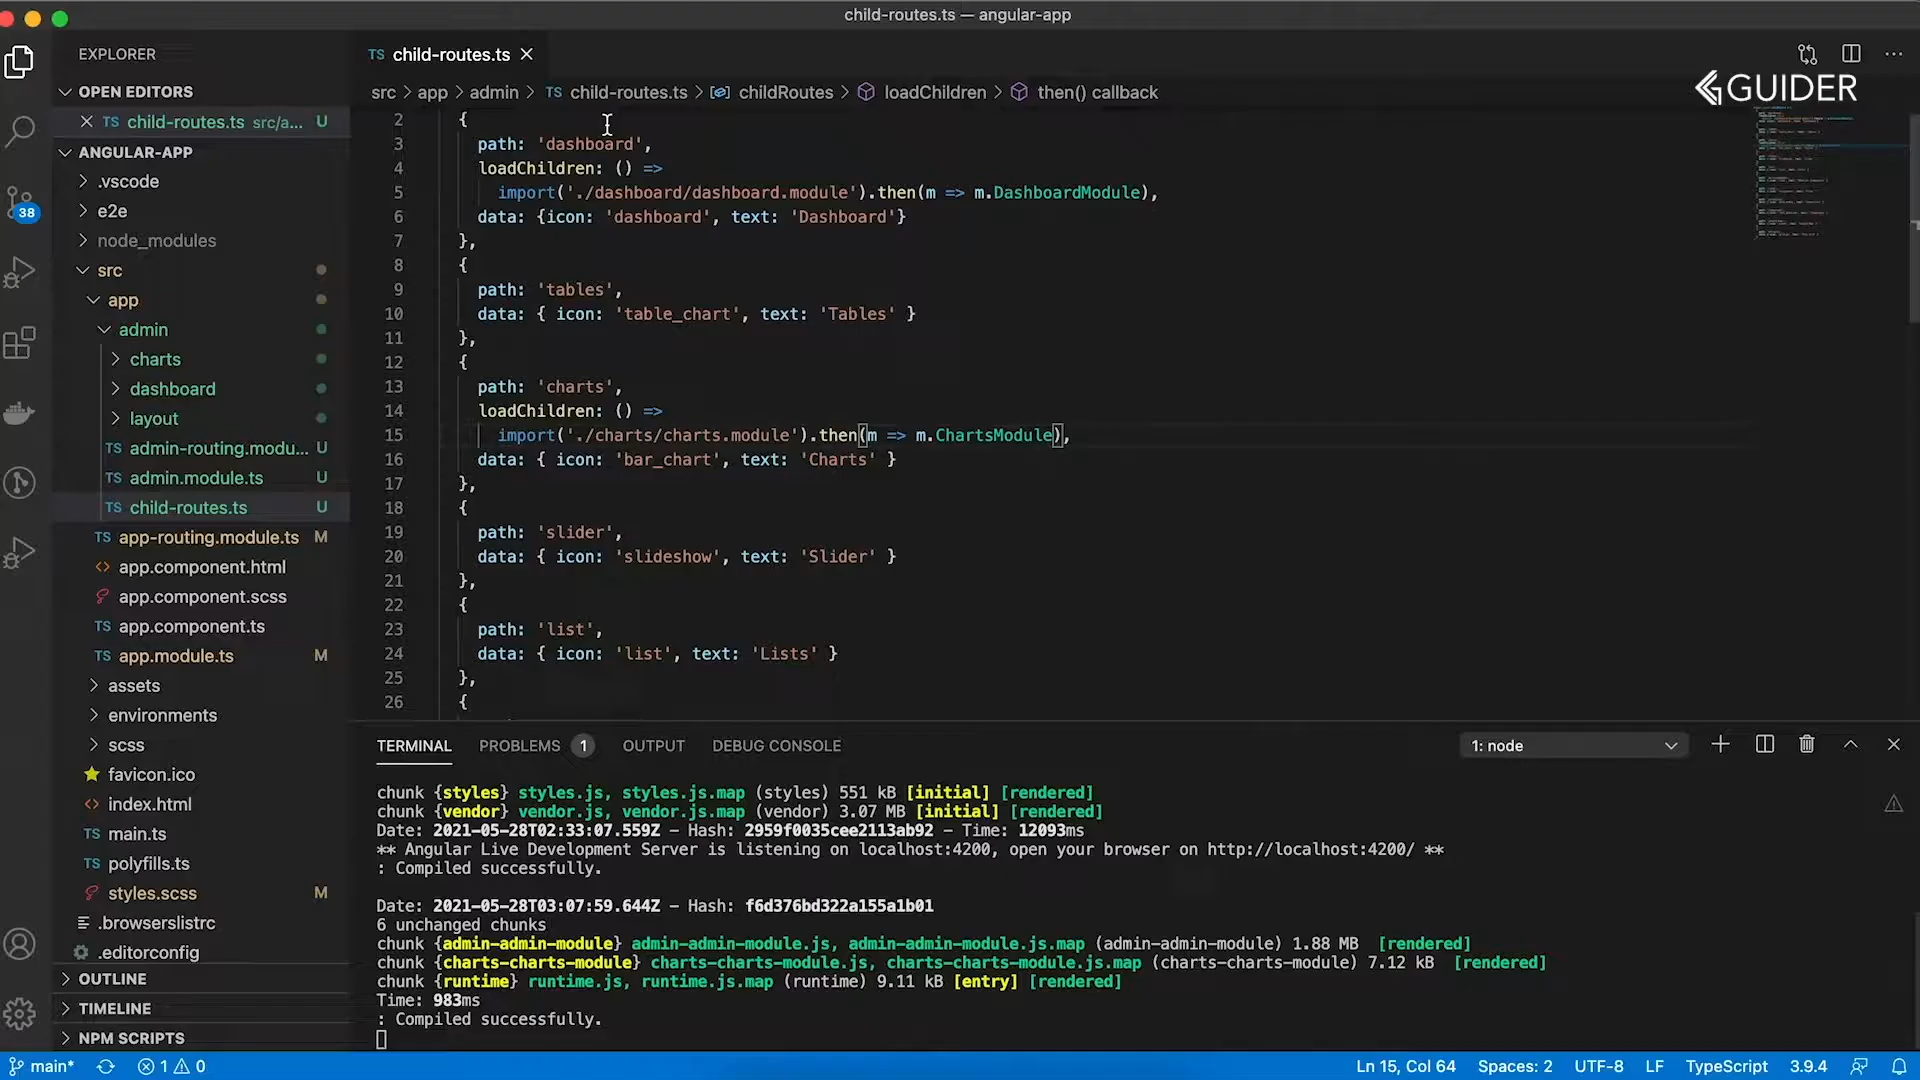 child-routes.ts — angular-app
EXPLORER
OPEN EDITORS
TS child-routes.ts src/a... U
ANGULAR-APP
.vscode
e2e
node_modules
src
app
admin
charts
dashboard
layout
TS admin-routing.modu... U
TS admin.module.ts U
TS child-routes.ts U
TS app-routing.module.ts M
<> app.component.html
app.component.scss
TS app.component.ts
TS app.module.ts M
assets
environments
scss
favicon.ico
<> index.html
TS main.ts
TS polyfills.ts
styles.scss M
.browserslistrc
.editorconfig
OUTLINE
TIMELINE
NPM SCRIPTS
38
TS child-routes.ts
src > app > admin > TS child-routes.ts > childRoutes > loadChildren > then() callback
GUIDER
2 {
3 path: 'dashboard',
4 loadChildren: () =>
5 import('./dashboard/dashboard.module').then(m => m.DashboardModule),
6 data: {icon: 'dashboard', text: 'Dashboard'}
7 },
8 {
9 path: 'tables',
10 data: { icon: 'table_chart', text: 'Tables' }
11 },
12 {
13 path: 'charts',
14 loadChildren: () =>
15 import('./charts/charts.module').then(m => m.ChartsModule),
16 data: { icon: 'bar_chart', text: 'Charts' }
17 },
18 {
19 path: 'slider',
20 data: { icon: 'slideshow', text: 'Slider' }
21 },
22 {
23 path: 'list',
24 data: { icon: 'list', text: 'Lists' }
25 },
26 {
TERMINAL PROBLEMS 1 OUTPUT DEBUG CONSOLE
1: node
chunk {styles} styles.js, styles.js.map (styles) 551 kB [initial] [rendered]
chunk {vendor} vendor.js, vendor.js.map (vendor) 3.07 MB [initial] [rendered]
Date: 2021-05-28T02:33:07.559Z - Hash: 2959f0035cee2113ab92 - Time: 12093ms
** Angular Live Development Server is listening on localhost:4200, open your browser on http://localhost:4200/ **
: Compiled successfully.
Date: 2021-05-28T03:07:59.644Z - Hash: f6d376bd322a155a1b01
6 unchanged chunks
chunk {admin-admin-module} admin-admin-module.js, admin-admin-module.js.map (admin-admin-module) 1.88 MB [rendered]
chunk {charts-charts-module} charts-charts-module.js, charts-charts-module.js.map (charts-charts-module) 7.12 kB [rendered]
chunk {runtime} runtime.js, runtime.js.map (runtime) 9.11 kB [entry] [rendered]
Time: 983ms
: Compiled successfully.
main* 1 0
Ln 15, Col 64 Spaces: 2 UTF-8 LF TypeScript 3.9.4